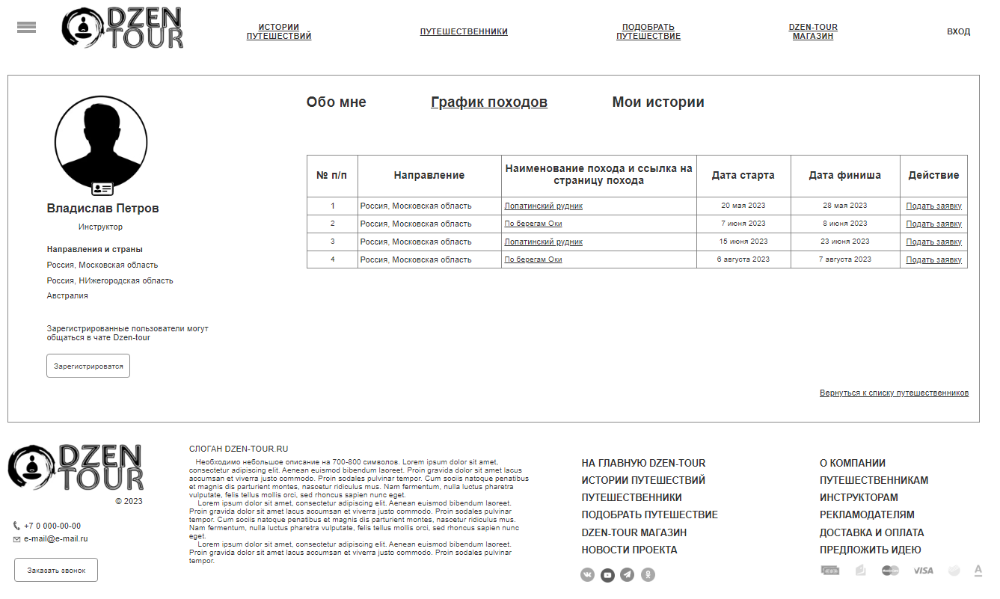 DZEN
TOUR
ИСТОРИИ
ПУТЕШЕСТВИЙ
ПУТЕШЕСТВЕННИКИ
ПОДОБРАТЬ
ПУТЕШЕСТВИЕ
DZEN-TOUR
МАГАЗИН
ВХОД
Обо мне
График походов
Мои истории
Владислав Петров
Инструктор
Направления и страны
Россия, Московская область
Россия, НИжегородская область
Австралия
Зарегистрированные пользователи могут
общаться в чате Dzen-tour
Зарегистрироватся
№ п/п Направление Наименование похода и ссылка на Дата старта Дата финиша Действие
страницу похода
1 Россия, Московская область Лопатинский рудник 20 мая 2023 28 мая 2023 Подать заявку
2 Россия, Московская область По берегам Оки 7 июня 2023 8 июня 2023 Подать заявку
3 Россия, Московская область Лопатинский рудник 15 июня 2023 23 июня 2023 Подать заявку
4 Россия, Московская область По берегам Оки 6 августа 2023 7 августа 2023 Подать заявку
Вернуться к списку путешественников
DZEN
TOUR
© 2023
+7 0 000-00-00
e-mail@e-mail.ru
Заказать звонок
СЛОГАН DZEN-TOUR.RU
Необходимо небольшое описание на 700-800 символов. Lorem ipsum dolor sit amet,
consectetur adipiscing elit. Aenean euismod bibendum laoreet. Proin gravida dolor sit amet lacus
accumsan et viverra justo commodo. Proin sodales pulvinar tempor. Cum sociis natoque penatibus
et magnis dis parturient montes, nascetur ridiculus mus. Nam fermentum, nulla luctus pharetra
vulputate, felis tellus mollis orci, sed rhoncus sapien nunc eget.
Lorem ipsum dolor sit amet, consectetur adipiscing elit. Aenean euismod bibendum laoreet.
Proin gravida dolor sit amet lacus accumsan et viverra justo commodo. Proin sodales pulvinar
tempor. Cum sociis natoque penatibus et magnis dis parturient montes, nascetur ridiculus mus.
Nam fermentum, nulla luctus pharetra vulputate, felis tellus mollis orci, sed rhoncus sapien nunc
eget.
Lorem ipsum dolor sit amet, consectetur adipiscing elit. Aenean euismod bibendum laoreet.
Proin gravida dolor sit amet lacus accumsan et viverra justo commodo. Proin sodales pulvinar
tempor.
НА ГЛАВНУЮ DZEN-TOUR
ИСТОРИИ ПУТЕШЕСТВИЙ
ПУТЕШЕСТВЕННИКИ
ПОДОБРАТЬ ПУТЕШЕСТВИЕ
DZEN-TOUR МАГАЗИН
НОВОСТИ ПРОЕКТА
О КОМПАНИИ
ПУТЕШЕСТВЕННИКАМ
ИНСТРУКТОРАМ
РЕКЛАМОДАТЕЛЯМ
ДОСТАВКА И ОПЛАТА
ПРЕДЛОЖИТЬ ИДЕЮ
VISA
А